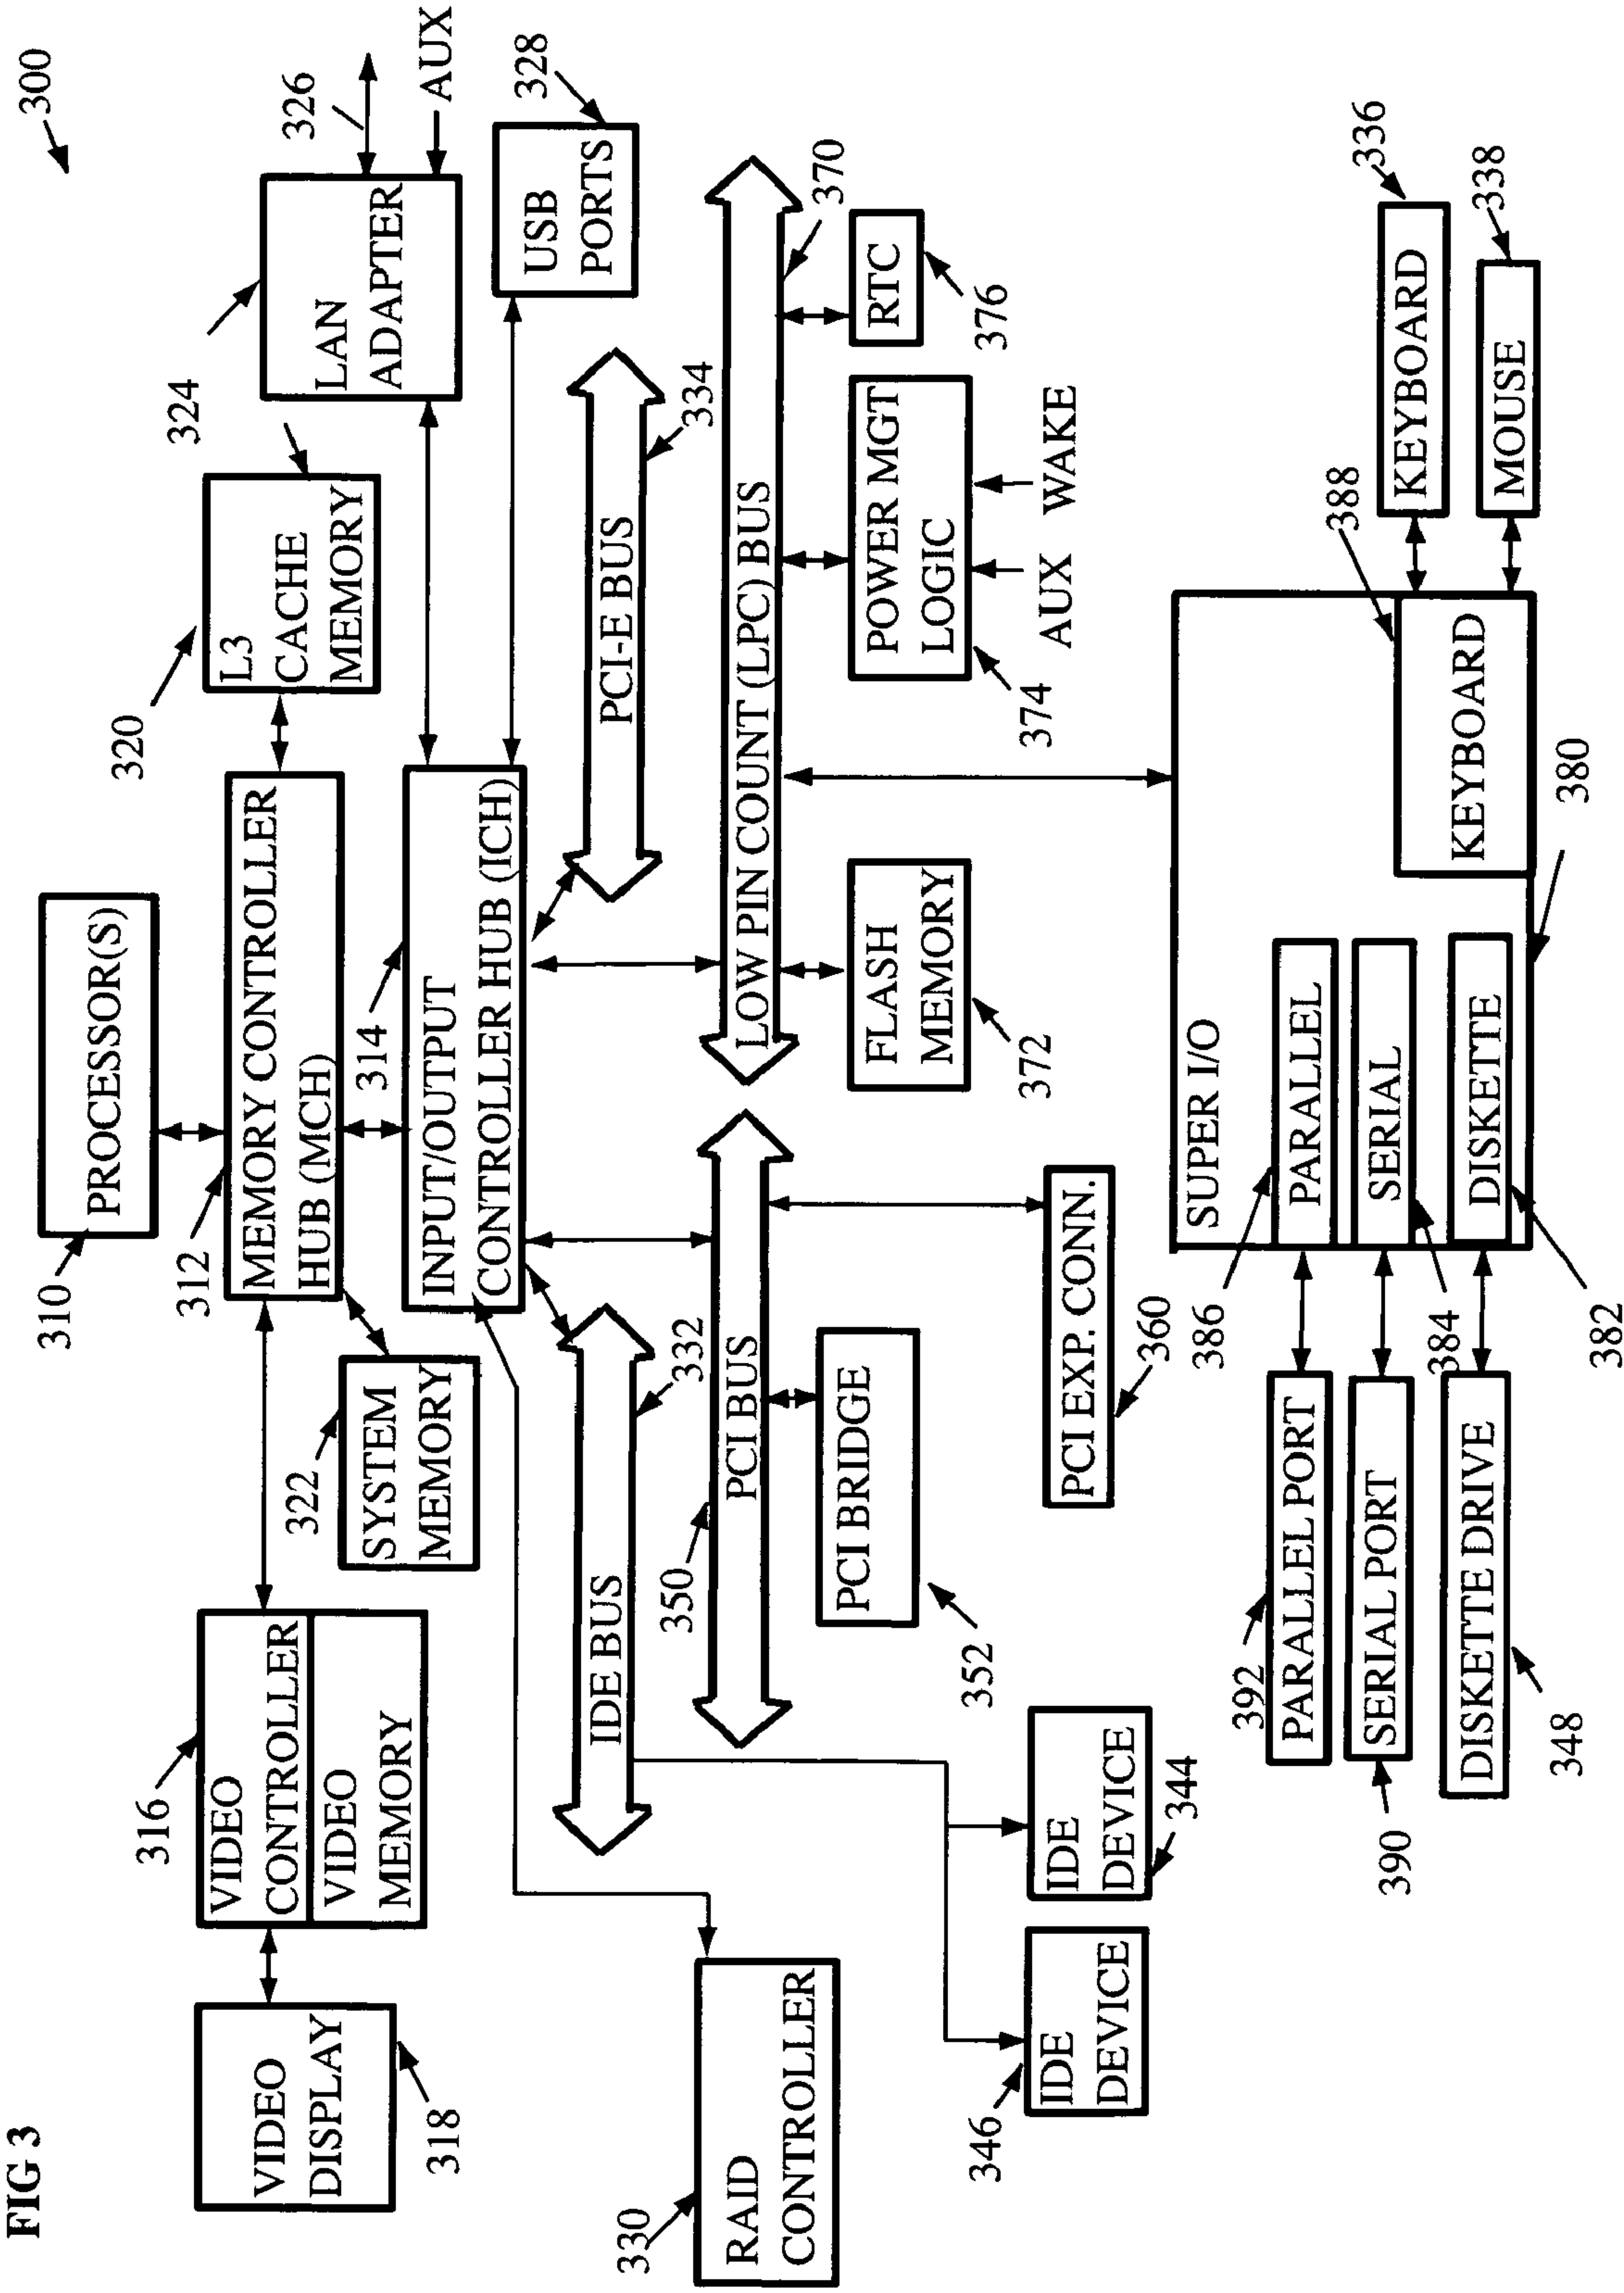 FIG 3
300
310
PROCESSOR(S)
320
324
326
AUX
316
312
VIDEO
DISPLAY
318
VIDEO
CONTROLLER
VIDEO
MEMORY
MEMORY CONTROLLER
HUB (MCH)
L3
CACHE
MEMORY
LAN
ADAPTER
322
SYSTEM
MEMORY
314
INPUT/OUTPUT
CONTROLLER HUB (ICH)
USB
PORTS
328
IDE BUS
332
PCI-E BUS
334
330
RAID
CONTROLLER
350
PCI BUS
LOW PIN COUNT (LPC) BUS
370
PCI BRIDGE
352
FLASH
MEMORY
372
POWER MGT
LOGIC
374
AUX
WAKE
RTC
376
346
IDE
DEVICE
IDE
DEVICE
344
PCI EXP. CONN.
360
SUPER I/O
392
PARALLEL PORT
386
PARALLEL
388
KEYBOARD
336
390
SERIAL PORT
384
SERIAL
KEYBOARD
MOUSE
338
348
DISKETTE DRIVE
382
DISKETTE
380